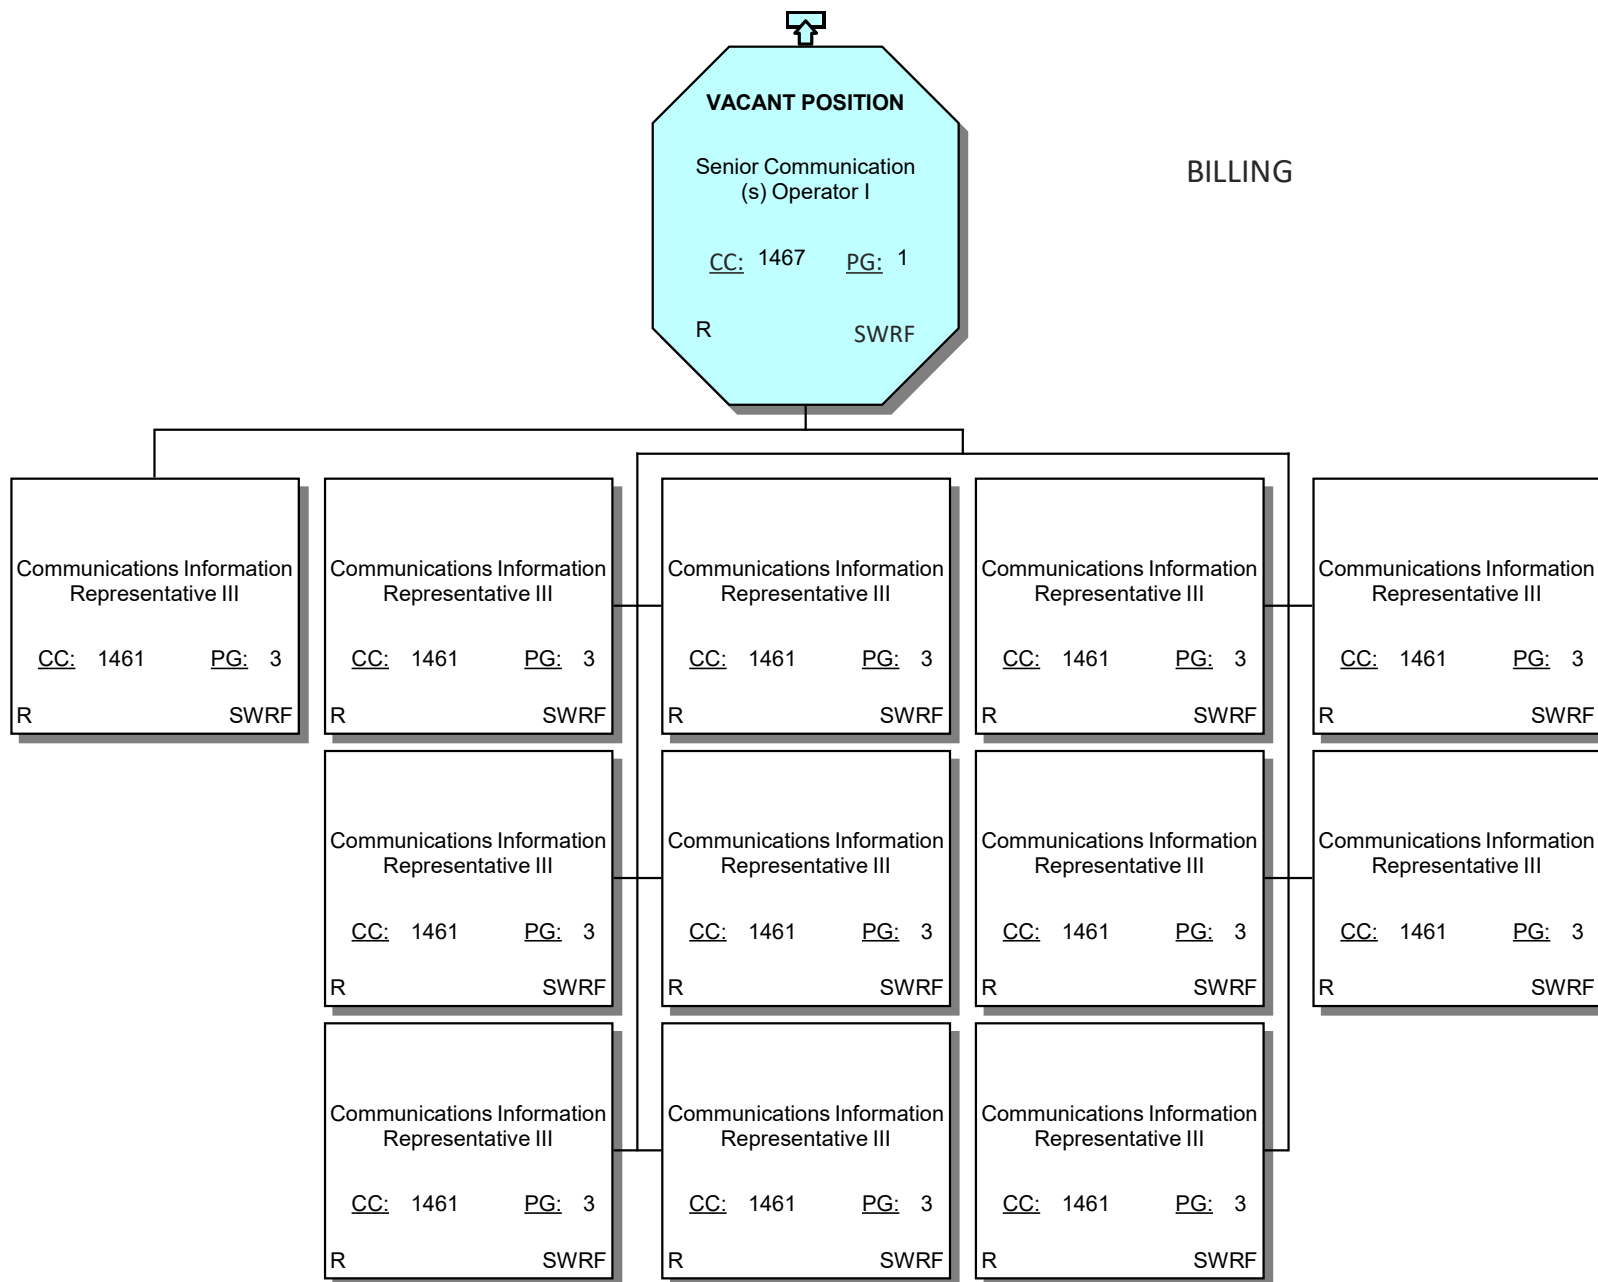 VACANT POSITION
Senior Communication
(s) Operator I
CC: 1467 PG: 1
R SWRF
BILLING
Communications Information
Representative III
CC: 1461 PG: 3
R SWRF
Communications Information
Representative III
CC: 1461 PG: 3
R SWRF
Communications Information
Representative III
CC: 1461 PG: 3
R SWRF
Communications Information
Representative III
CC: 1461 PG: 3
R SWRF
Communications Information
Representative III
CC: 1461 PG: 3
R SWRF
Communications Information
Representative III
CC: 1461 PG: 3
R SWRF
Communications Information
Representative III
CC: 1461 PG: 3
R SWRF
Communications Information
Representative III
CC: 1461 PG: 3
R SWRF
Communications Information
Representative III
CC: 1461 PG: 3
R SWRF
Communications Information
Representative III
CC: 1461 PG: 3
R SWRF
Communications Information
Representative III
CC: 1461 PG: 3
R SWRF
Communications Information
Representative III
CC: 1461 PG: 3
R SWRF